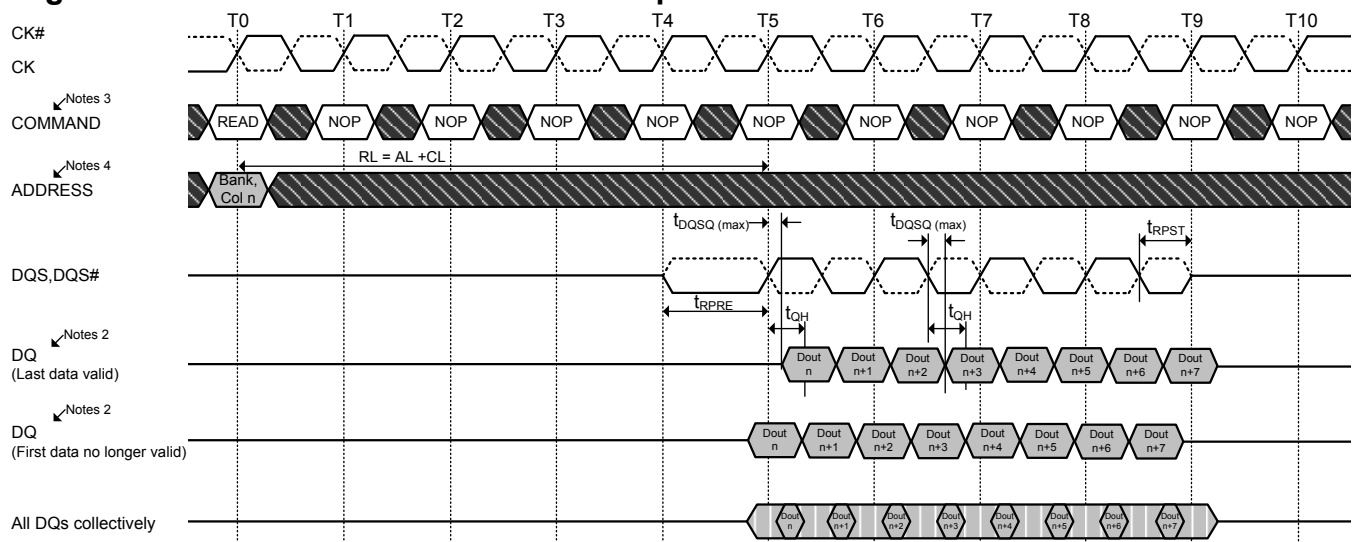 T0 T1 T2 T3 T4 T5 T6 T7 T8 T9 T10
CK#
CK
Notes 3
COMMAND
READ NOP NOP NOP NOP NOP NOP NOP NOP NOP NOP
RL = AL +CL
Notes 4
ADDRESS
Bank,
Col n
tDQSQ (max) tDQSQ (max) tRPST
DQS,DQS#
tRPRE tQH tQH
Notes 2
DQ
(Last data valid)
Dout Dout Dout Dout Dout Dout Dout Dout
n n+1 n+2 n+3 n+4 n+5 n+6 n+7
Notes 2
DQ
(First data no longer valid)
Dout Dout Dout Dout Dout Dout Dout Dout
n n+1 n+2 n+3 n+4 n+5 n+6 n+7
All DQs collectively
Dout Dout Dout Dout Dout Dout Dout Dout
n n+1 n+2 n+3 n+4 n+5 n+6 n+7